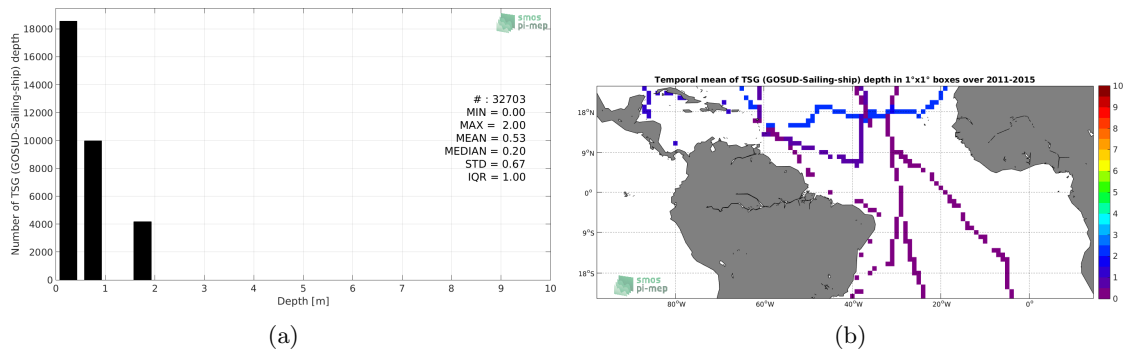 18000
16000
14000
12000
10000
8000
6000
4000
2000
0
Number of TSG (GOSUD-Sailing-ship) depth
smos
pi-mep
# : 32703
MIN = 0.00
MAX = 2.00
MEAN = 0.53
MEDIAN = 0.20
STD = 0.67
IQR = 1.00
0 1 2 3 4 5 6 7 8 9 10
Depth [m]
(a)
Temporal mean of TSG (GOSUD-Sailing-ship) depth in 1°x1° boxes over 2011-2015
18°N
9°N
0°
9°S
18°S
80°W 60°W 40°W 20°W 0°
smos
pi-mep
10
9
8
7
6
5
4
3
2
1
0
(b)